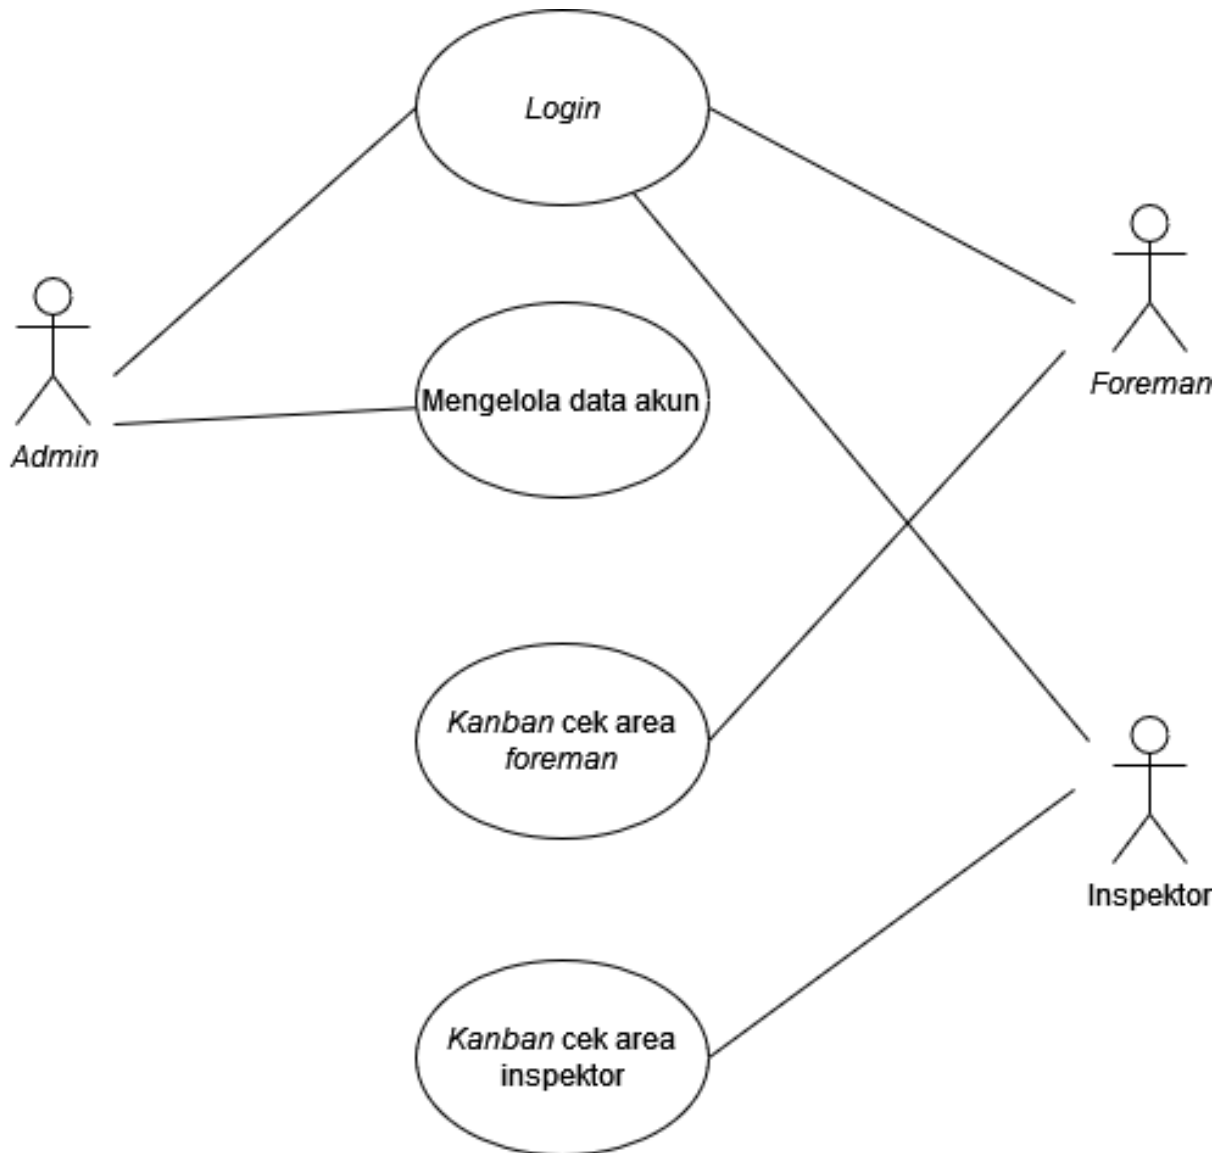 Login
Mengelola data akun
Admin
Foreman
Kanban cek area
foreman
Inspektor
Kanban cek area
inspektor